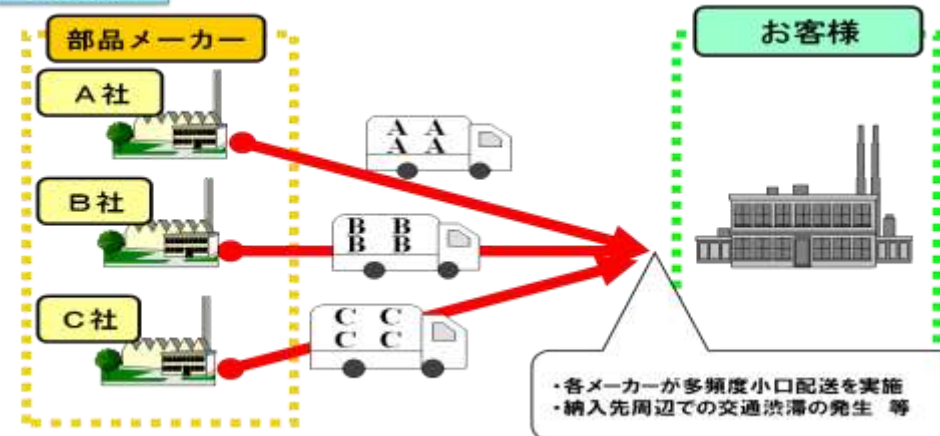 部品メーカー
お客様
A社
A A
A A
B社
B B
B B
C社
C C
C C
・各メーカーが多頻度小口配送を実施
・納入先周辺での交通渋滞の発生 等